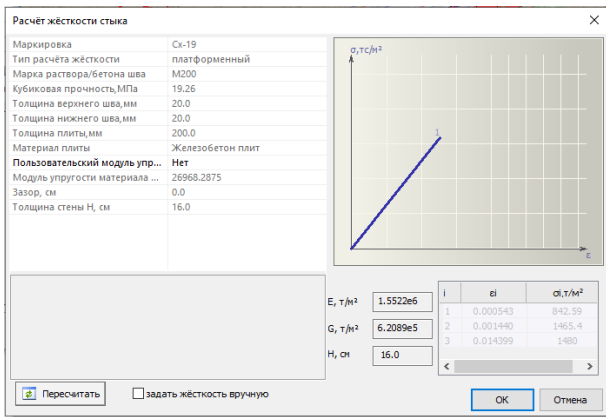 Расчёт жёсткости стыка
Маркировка Сх-19
Тип расчёта жёсткости платформенный
Марка раствора/бетона шва М200
Кубиковая прочность,МПа 19.26
Толщина верхнего шва,мм 20.0
Толщина нижнего шва,мм 20.0
Толщина плиты,мм 200.0
Материал плиты Железобетон плит
Пользовательский модуль упр... Нет
Модуль упругости материала ... 26968.2875
Зазор, см 0.0
Толщина стены H, см 16.0
σ,тс/м²
1
ε
E, т/м² 1.5522e6
G, т/м² 6.2089e5
H, см 16.0
i εi σi,т/м²
1 0.000543 842.59
2 0.001440 1465.4
3 0.014399 1480
Пересчитать
задать жёсткость вручную
ОК
Отмена